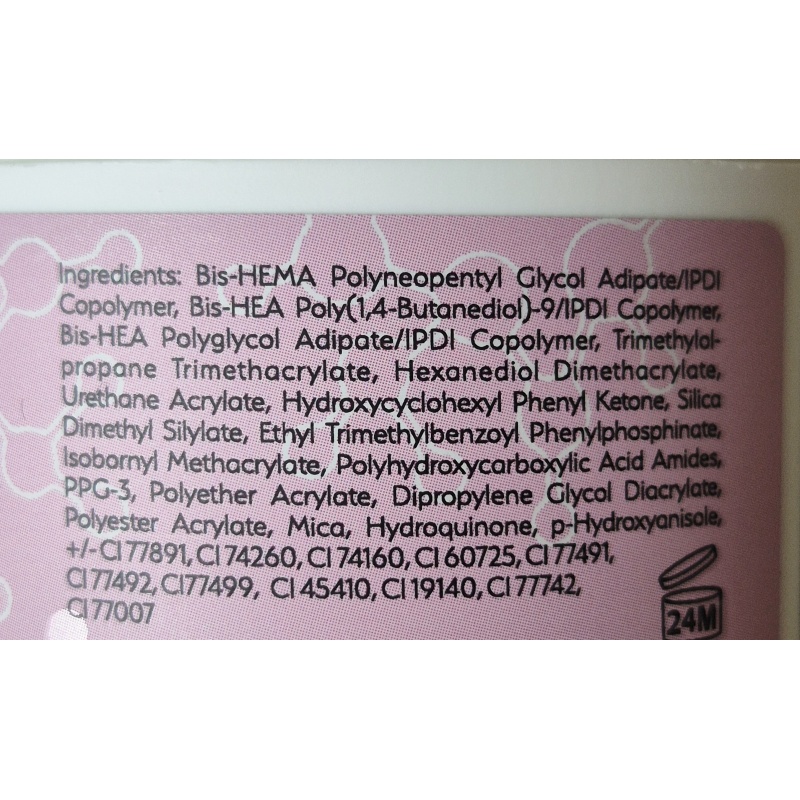 Ingredients: Bis-HEMA Polyneopentyl Glycol Adipate/IPDI
Copolymer, Bis-HEA Poly(1,4-Butanediol)-9/IPDI Copolymer,
Bis-HEA Polyglycol Adipate/IPDI Copolymer, Trimethylol-
propane Trimethacrylate, Hexanediol Dimethacrylate,
Urethane Acrylate, Hydroxycyclohexyl Phenyl Ketone, Silica
Dimethyl Silylate, Ethyl Trimethylbenzoyl Phenylphosphinate,
Isobornyl Methacrylate, Polyhydroxycarboxylic Acid Amides,
PPG-3, Polyether Acrylate, Dipropylene Glycol Diacrylate,
Polyester Acrylate, Mica, Hydroquinone, p-Hydroxyanisole,
+/- CI 77891, CI 74260, CI 74160, CI 60725, CI 77491,
CI 77492, CI77499, CI 45410, CI 19140, CI 77742,
CI 77007
24M